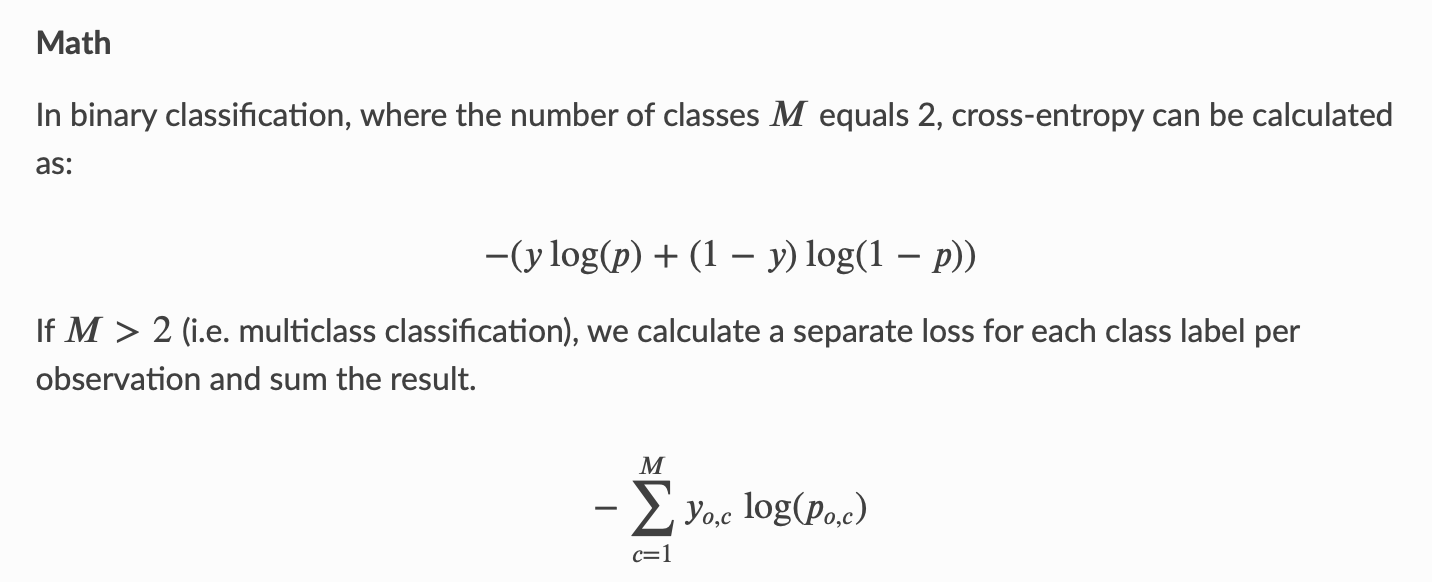 Math
In binary classification, where the number of classes M equals 2, cross-entropy can be calculated
as:
−(y log(p) + (1 − y) log(1 − p))
If M > 2 (i.e. multiclass classification), we calculate a separate loss for each class label per
observation and sum the result.
M
− ∑ y_{o,c} log(p_{o,c})
c=1